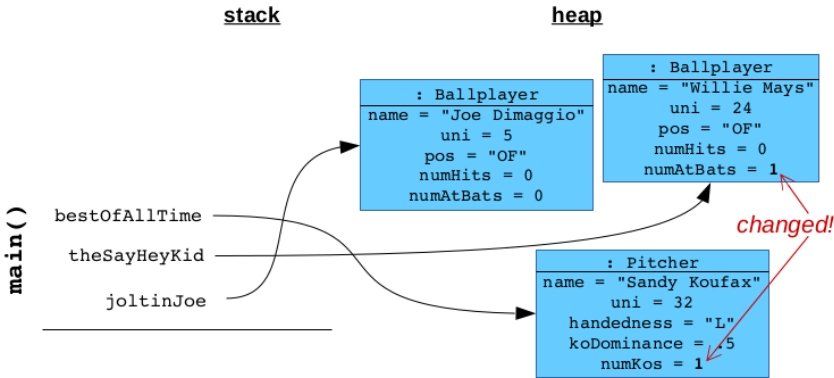 stack
heap
: Ballplayer
name = "Joe Dimaggio"
uni = 5
pos = "OF"
numHits = 0
numAtBats = 0
: Ballplayer
name = "Willie Mays"
uni = 24
pos = "OF"
numHits = 0
numAtBats = 1
changed!
main()
bestOfAllTime
theSayHeyKid
joltinJoe
: Pitcher
name = "Sandy Koufax"
uni = 32
handedness = "L"
koDominance = .5
numKos = 1